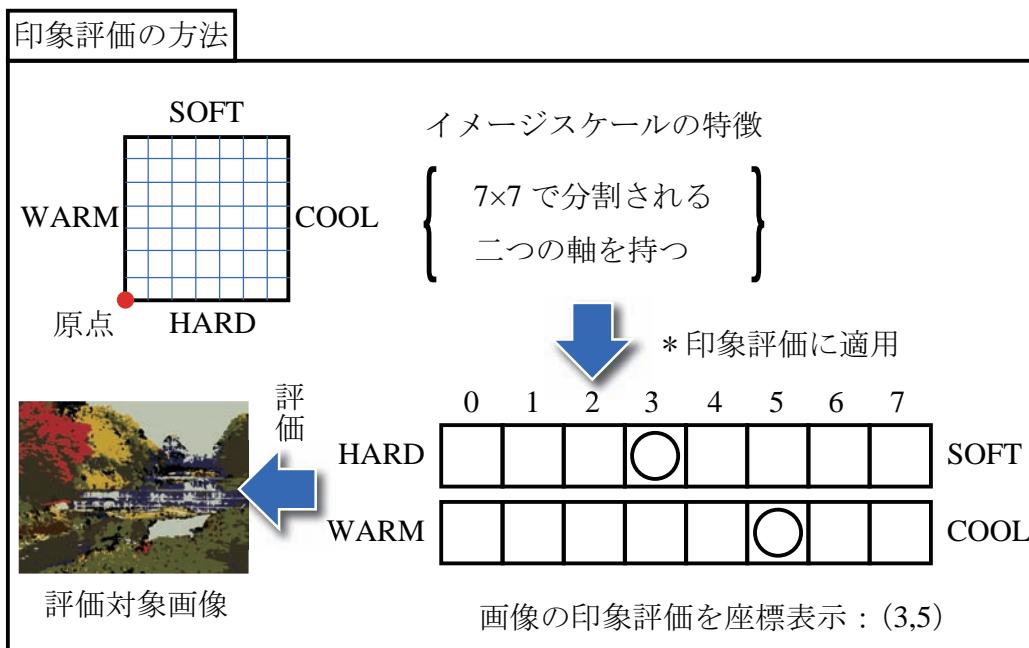 印象評価の方法
SOFT
イメージスケールの特徴
WARM
COOL
7×7 で分割される
二つの軸を持つ
原点
HARD
＊印象評価に適用
評価
0 1 2 3 4 5 6 7
HARD
SOFT
WARM
COOL
評価対象画像
画像の印象評価を座標表示：(3,5)